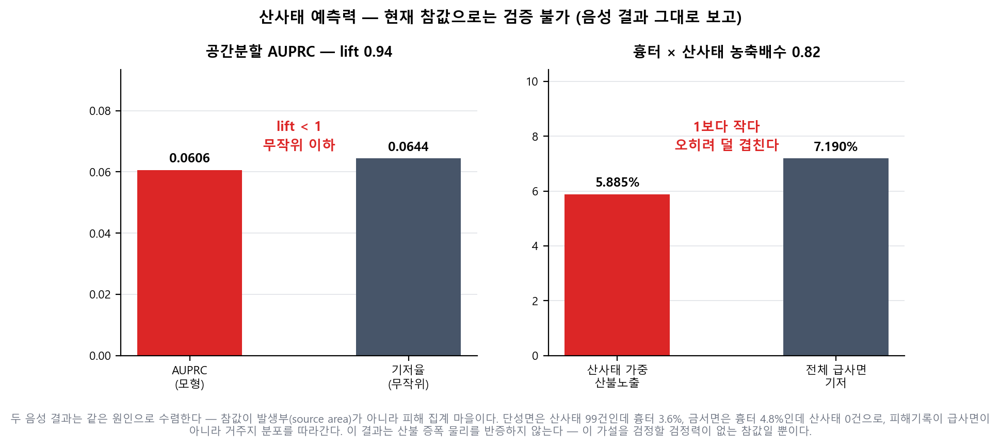 산사태 예측력 — 현재 참값으로는 검증 불가 (음성 결과 그대로 보고)
공간분할 AUPRC — lift 0.94
0.08
0.06
0.04
0.02
0.00
lift < 1
무작위 이하
0.0606
0.0644
AUPRC
(모형)
기저율
(무작위)
흉터 × 산사태 농축배수 0.82
10
8
6
4
2
0
1보다 작다
오히려 덜 겹친다
5.885%
7.190%
산사태 가중
산불노출
전체 급사면
기저
두 음성 결과는 같은 원인으로 수렴한다 — 참값이 발생부(source area)가 아니라 피해 집계 마을이다. 단성면은 산사태 99건인데 흉터 3.6%, 금서면은 흉터 4.8%인데 산사태 0건으로, 피해기록이 급사면이
아니라 거주지 분포를 따라간다. 이 결과는 산불 증폭 물리를 반증하지 않는다 — 이 가설을 검정할 검정력이 없는 참값일 뿐이다.